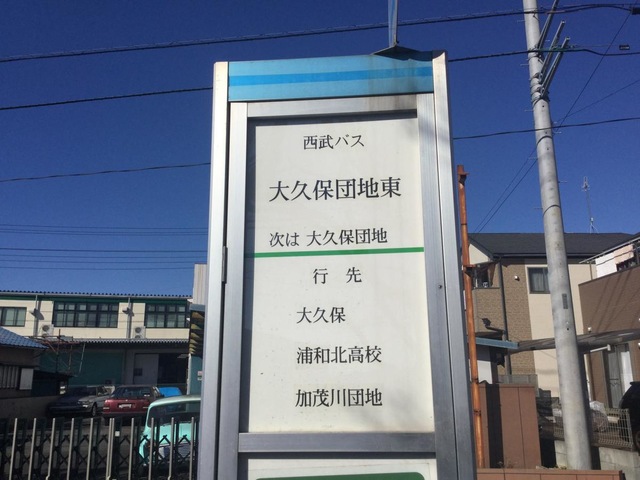 西武バス
大久保団地東
次は 大久保団地
行 先
大久保
浦和北高校
加茂川団地